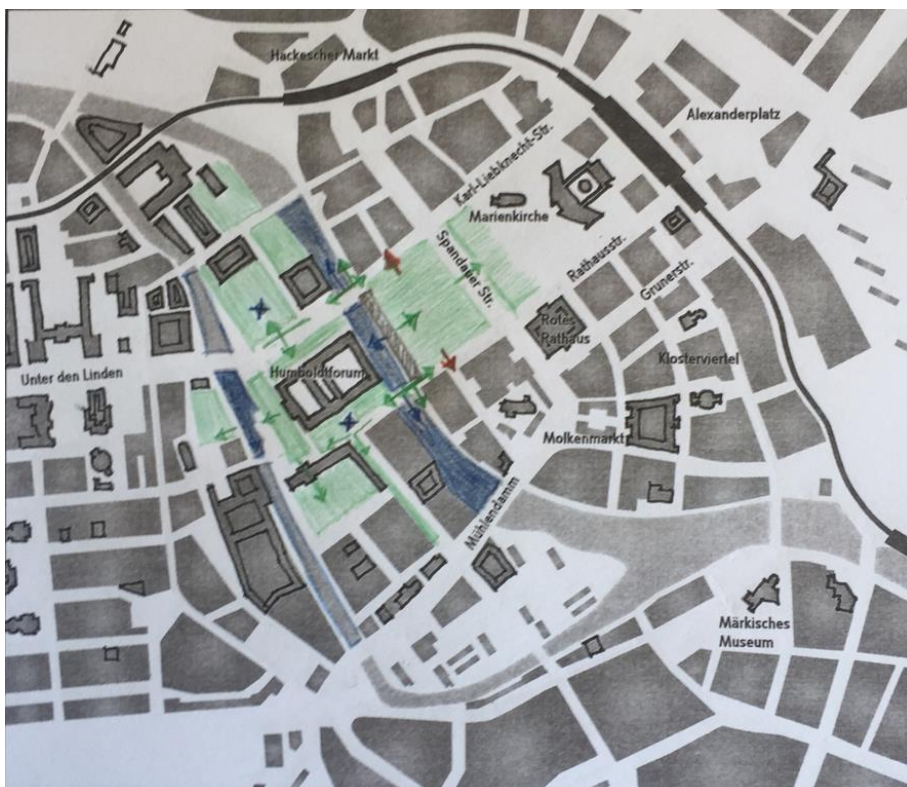 Hackescher Markt
Alexanderplatz
Karl-Liebknecht-Str.
Marienkirche
Spandauer Str.
Rathausstr.
Grunerstr.
Rotes
Rathaus
Klosterviertel
Humboldtforum
Unter den Linden
Molkenmarkt
Mühlendamm
Märkisches
Museum